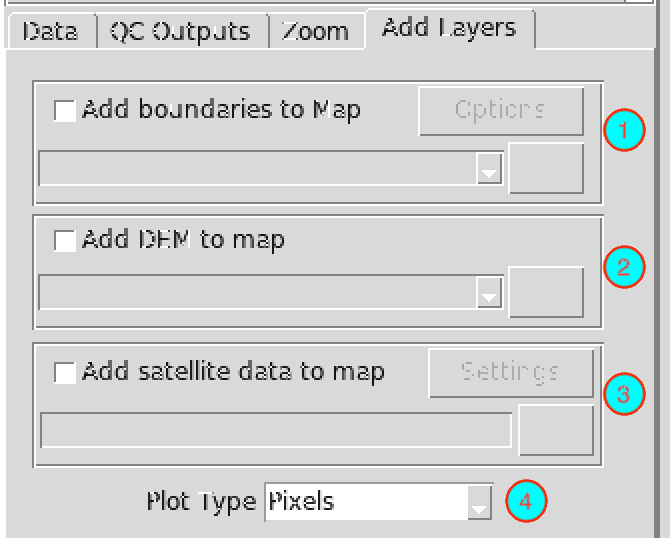 Data QC Outputs Zoom Add Layers
Add boundaries to Map Options
1
Add DEM to map
2
Add satellite data to map Settings
3
Plot Type Pixels 4